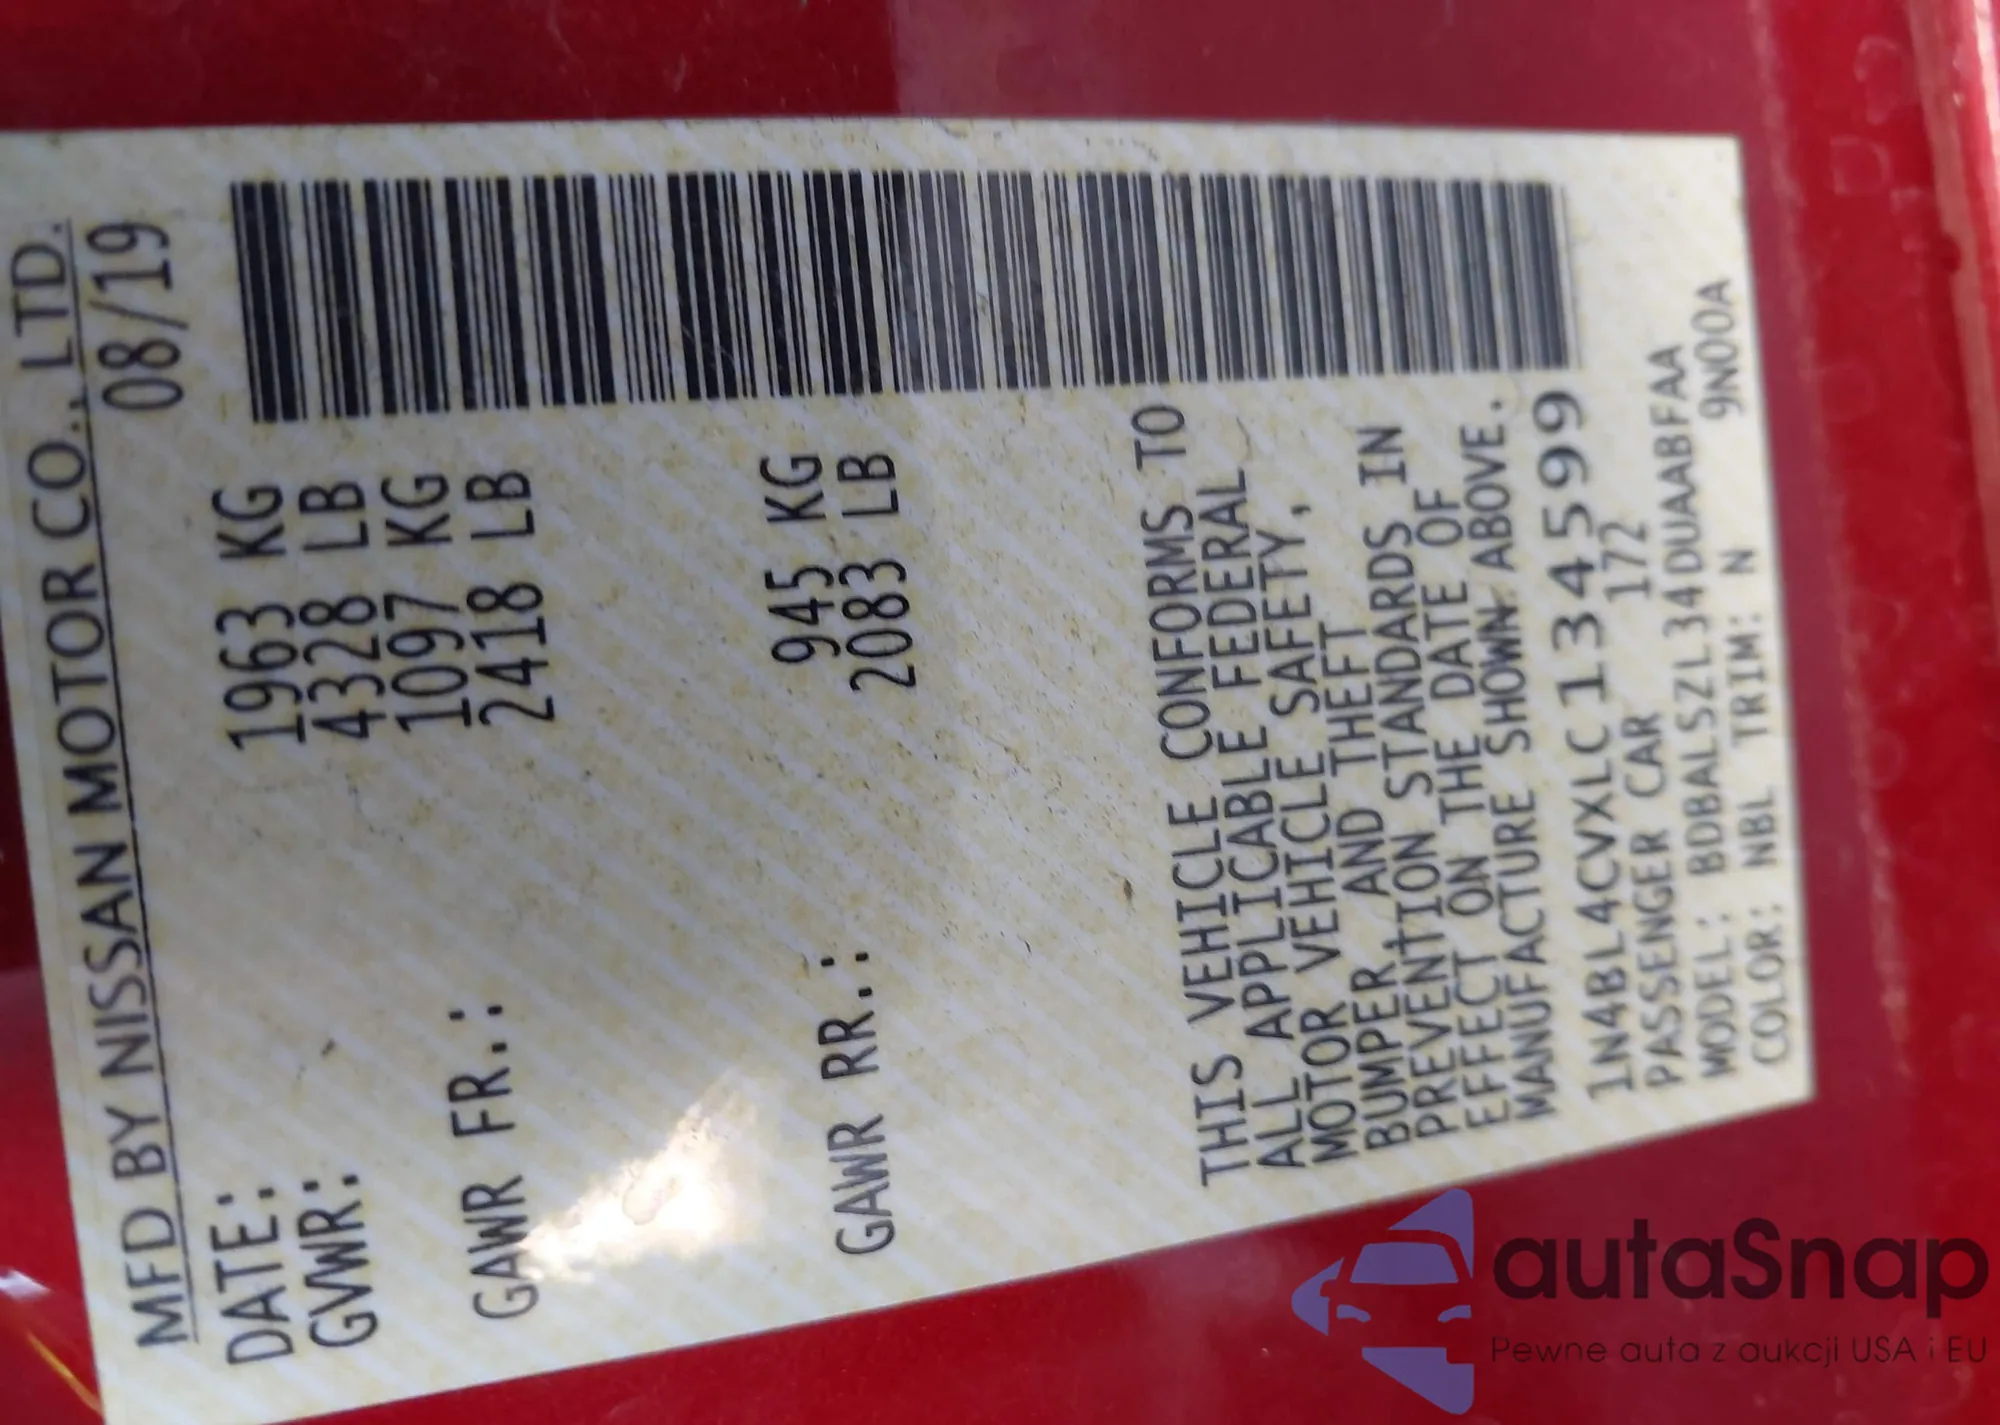 MFD BY NISSAN MOTOR CO., LTD.
DATE: 08/19
GVWR: 1963 KG
4328 LB
GAWR FR.: 1097 KG
2418 LB
945 KG
GAWR RR.: 2083 LB
THIS VEHICLE CONFORMS TO
ALL APPLICABLE FEDERAL
MOTOR VEHICLE SAFETY,
BUMPER AND THEFT
PREVENTION STANDARDS IN
EFFECT ON THE DATE OF
MANUFACTURE SHOWN ABOVE.
1N4BL4CVXLC134599
PASSENGER CAR 172
MODEL: BDBALSZL34DUAABFAA
COLOR: NBL TRIM: N 9N00A
autaSnap
Pewne auta z aukcji USA i EU